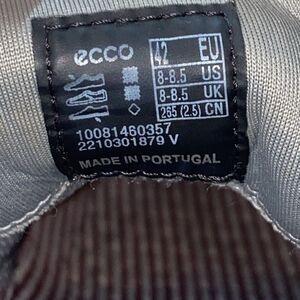 ecco
42 EU
8-8.5 US
8-8.5 UK
265 (2.5) CN
10081460357
2210301879 V
MADE IN PORTUGAL